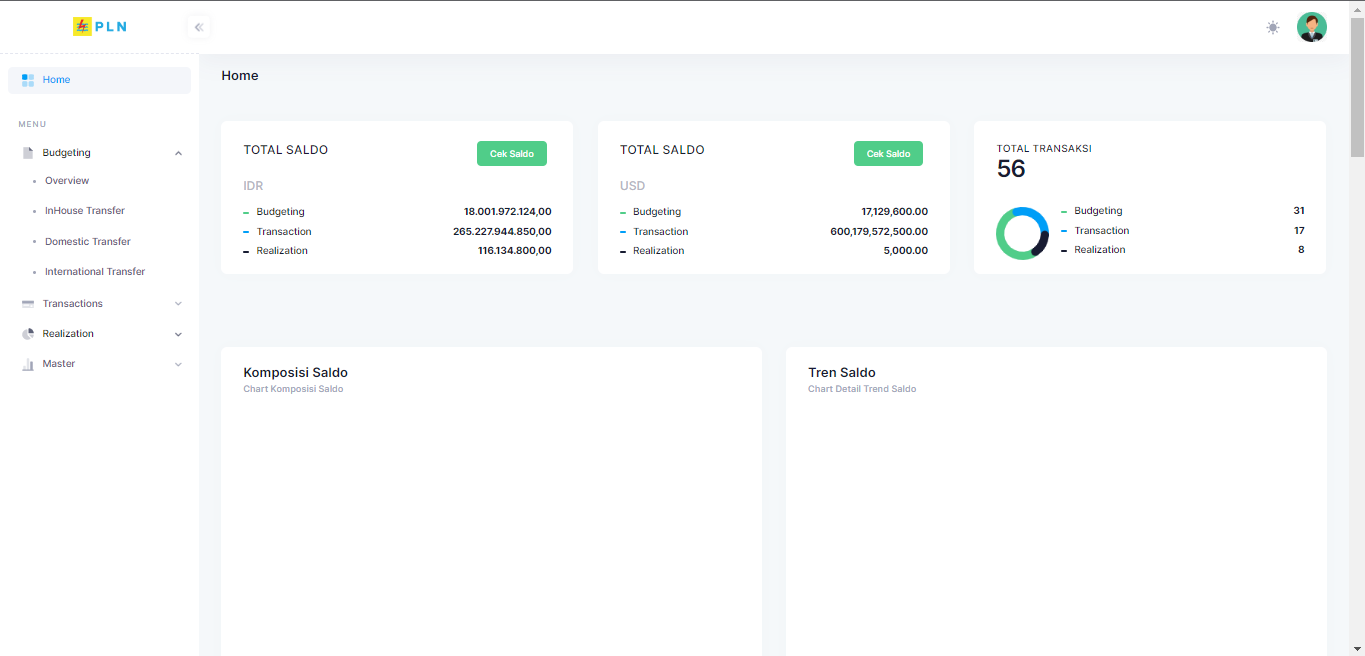 PLN
Home
MENU
Budgeting
Overview
InHouse Transfer
Domestic Transfer
International Transfer
Transactions
Realization
Master
Home
TOTAL SALDO
Cek Saldo
IDR
Budgeting 18.001.972.124,00
Transaction 265.227.944.850,00
Realization 116.134.800,00
TOTAL SALDO
Cek Saldo
USD
Budgeting 17,129,600.00
Transaction 600,179,572,500.00
Realization 5,000.00
TOTAL TRANSAKSI
56
Budgeting 31
Transaction 17
Realization 8
Komposisi Saldo
Chart Komposisi Saldo
Tren Saldo
Chart Detail Trend Saldo